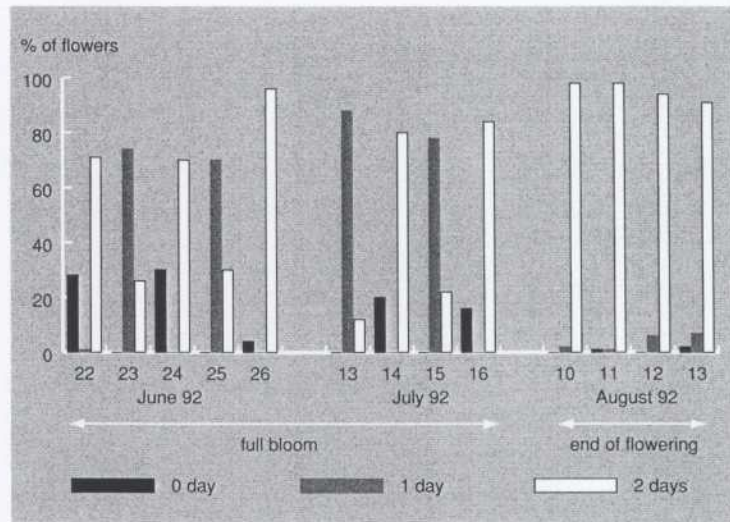 % of flowers
100
80
60
40
20
0
22 23 24 25 26 13 14 15 16 10 11 12 13
June 92 July 92 August 92
full bloom end of flowering
0 day 1 day 2 days